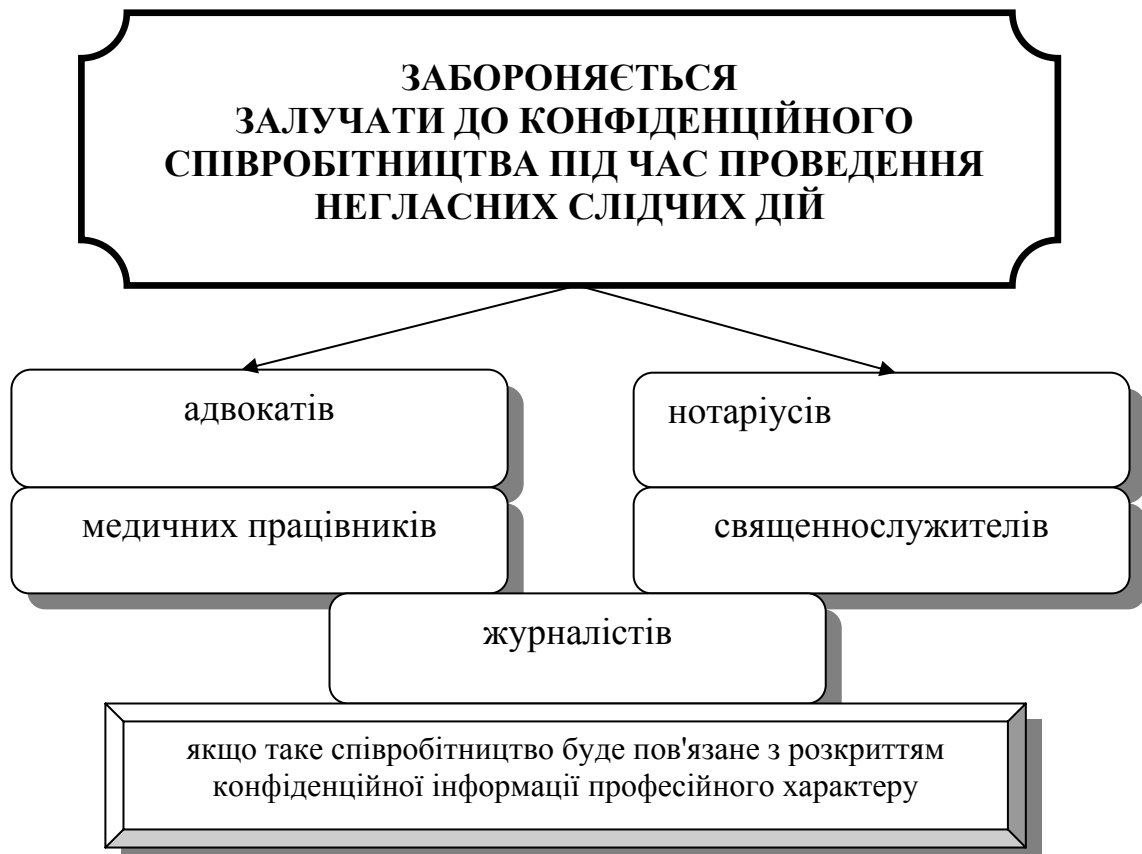 ЗАБОРОНЯЄТЬСЯ
ЗАЛУЧАТИ ДО КОНФІДЕНЦІЙНОГО
СПІВРОБІТНИЦТВА ПІД ЧАС ПРОВЕДЕННЯ
НЕГЛАСНИХ СЛІДЧИХ ДІЙ
адвокатів
нотаріусів
медичних працівників
священнослужителів
журналістів
якщо таке співробітництво буде пов'язане з розкриттям
конфіденційної інформації професійного характеру